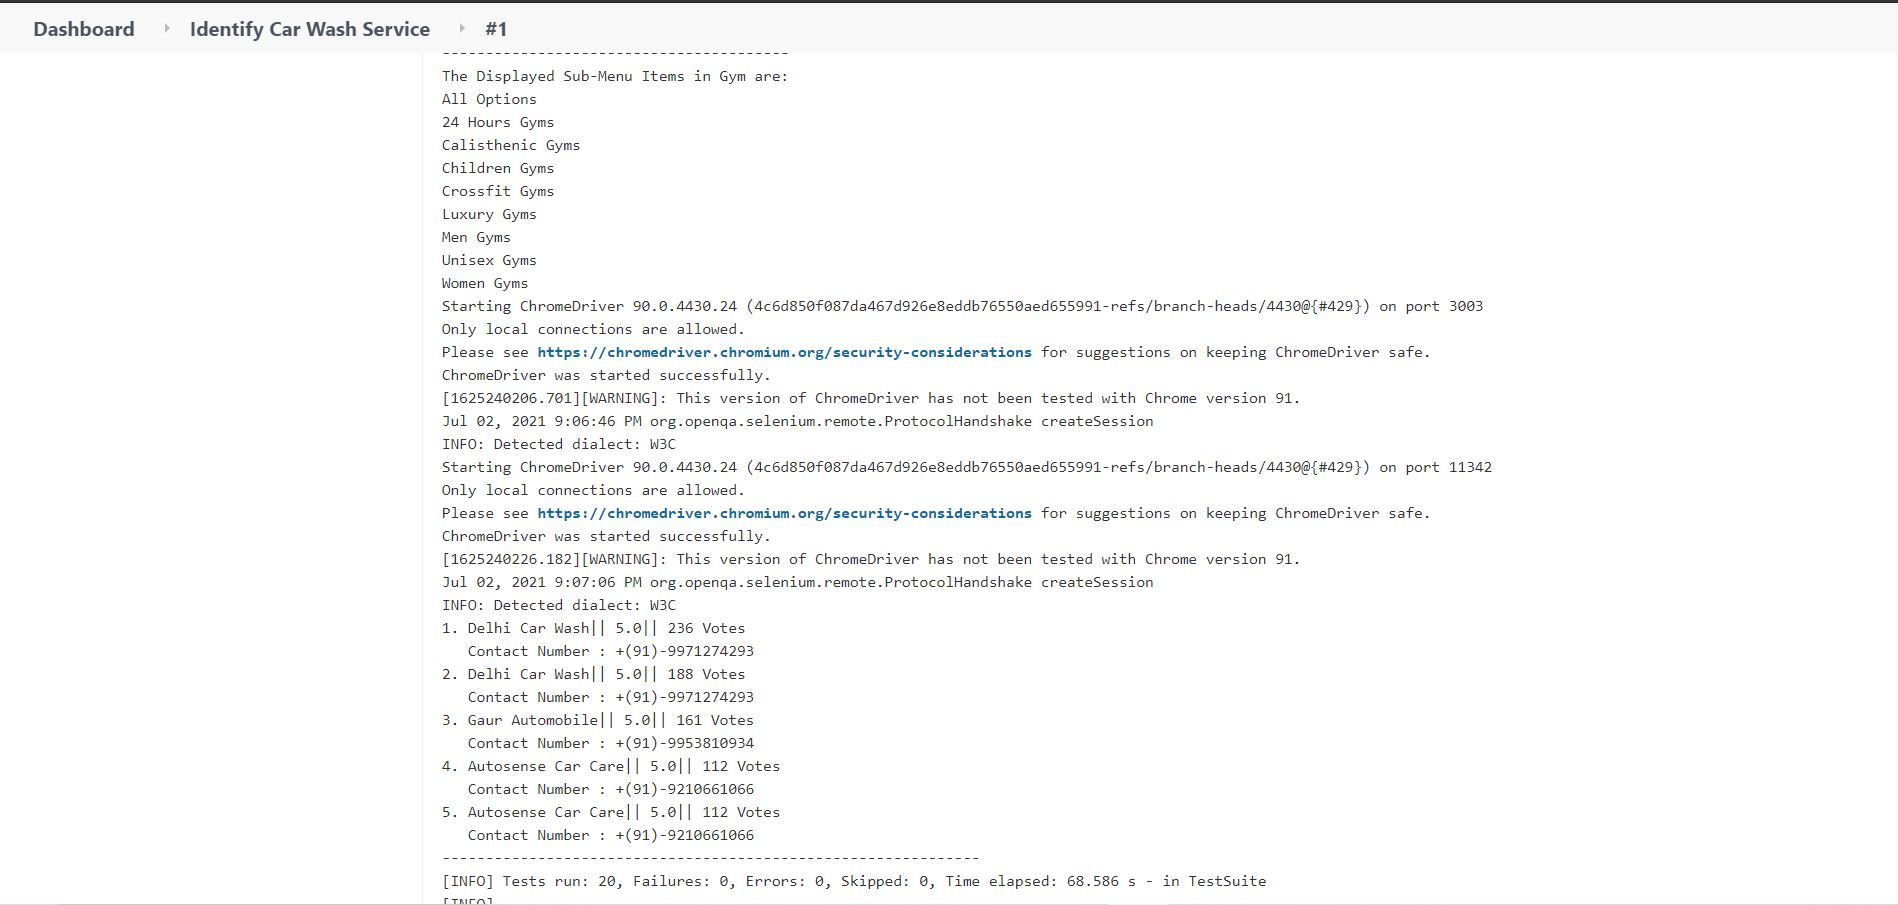 Dashboard Identify Car Wash Service #1
----------------------------------------
The Displayed Sub-Menu Items in Gym are:
All Options
24 Hours Gyms
Calisthenic Gyms
Children Gyms
Crossfit Gyms
Luxury Gyms
Men Gyms
Unisex Gyms
Women Gyms
Starting ChromeDriver 90.0.4430.24 (4c6d850f087da467d926e8eddb76550aed655991-refs/branch-heads/4430@{#429}) on port 3003
Only local connections are allowed.
Please see https://chromedriver.chromium.org/security-considerations for suggestions on keeping ChromeDriver safe.
ChromeDriver was started successfully.
[1625240206.701][WARNING]: This version of ChromeDriver has not been tested with Chrome version 91.
Jul 02, 2021 9:06:46 PM org.openqa.selenium.remote.ProtocolHandshake createSession
INFO: Detected dialect: W3C
Starting ChromeDriver 90.0.4430.24 (4c6d850f087da467d926e8eddb76550aed655991-refs/branch-heads/4430@{#429}) on port 11342
Only local connections are allowed.
Please see https://chromedriver.chromium.org/security-considerations for suggestions on keeping ChromeDriver safe.
ChromeDriver was started successfully.
[1625240226.182][WARNING]: This version of ChromeDriver has not been tested with Chrome version 91.
Jul 02, 2021 9:07:06 PM org.openqa.selenium.remote.ProtocolHandshake createSession
INFO: Detected dialect: W3C
1. Delhi Car Wash|| 5.0|| 236 Votes
Contact Number : +(91)-9971274293
2. Delhi Car Wash|| 5.0|| 188 Votes
Contact Number : +(91)-9971274293
3. Gaur Automobile|| 5.0|| 161 Votes
Contact Number : +(91)-9953810934
4. Autosense Car Care|| 5.0|| 112 Votes
Contact Number : +(91)-9210661066
5. Autosense Car Care|| 5.0|| 112 Votes
Contact Number : +(91)-9210661066
--------------------------------------------------------------
[INFO] Tests run: 20, Failures: 0, Errors: 0, Skipped: 0, Time elapsed: 68.586 s - in TestSuite
[INFO]